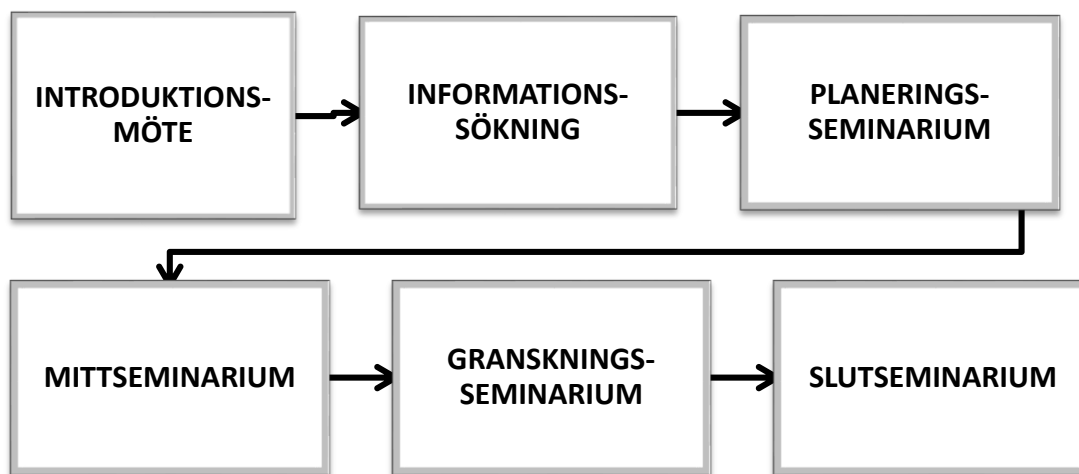 INTRODUKTIONS-
MÖTE
INFORMATIONS-
SÖKNING
PLANERINGS-
SEMINARIUM
MITTSEMINARIUM
GRANSKNINGS-
SEMINARIUM
SLUTSEMINARIUM